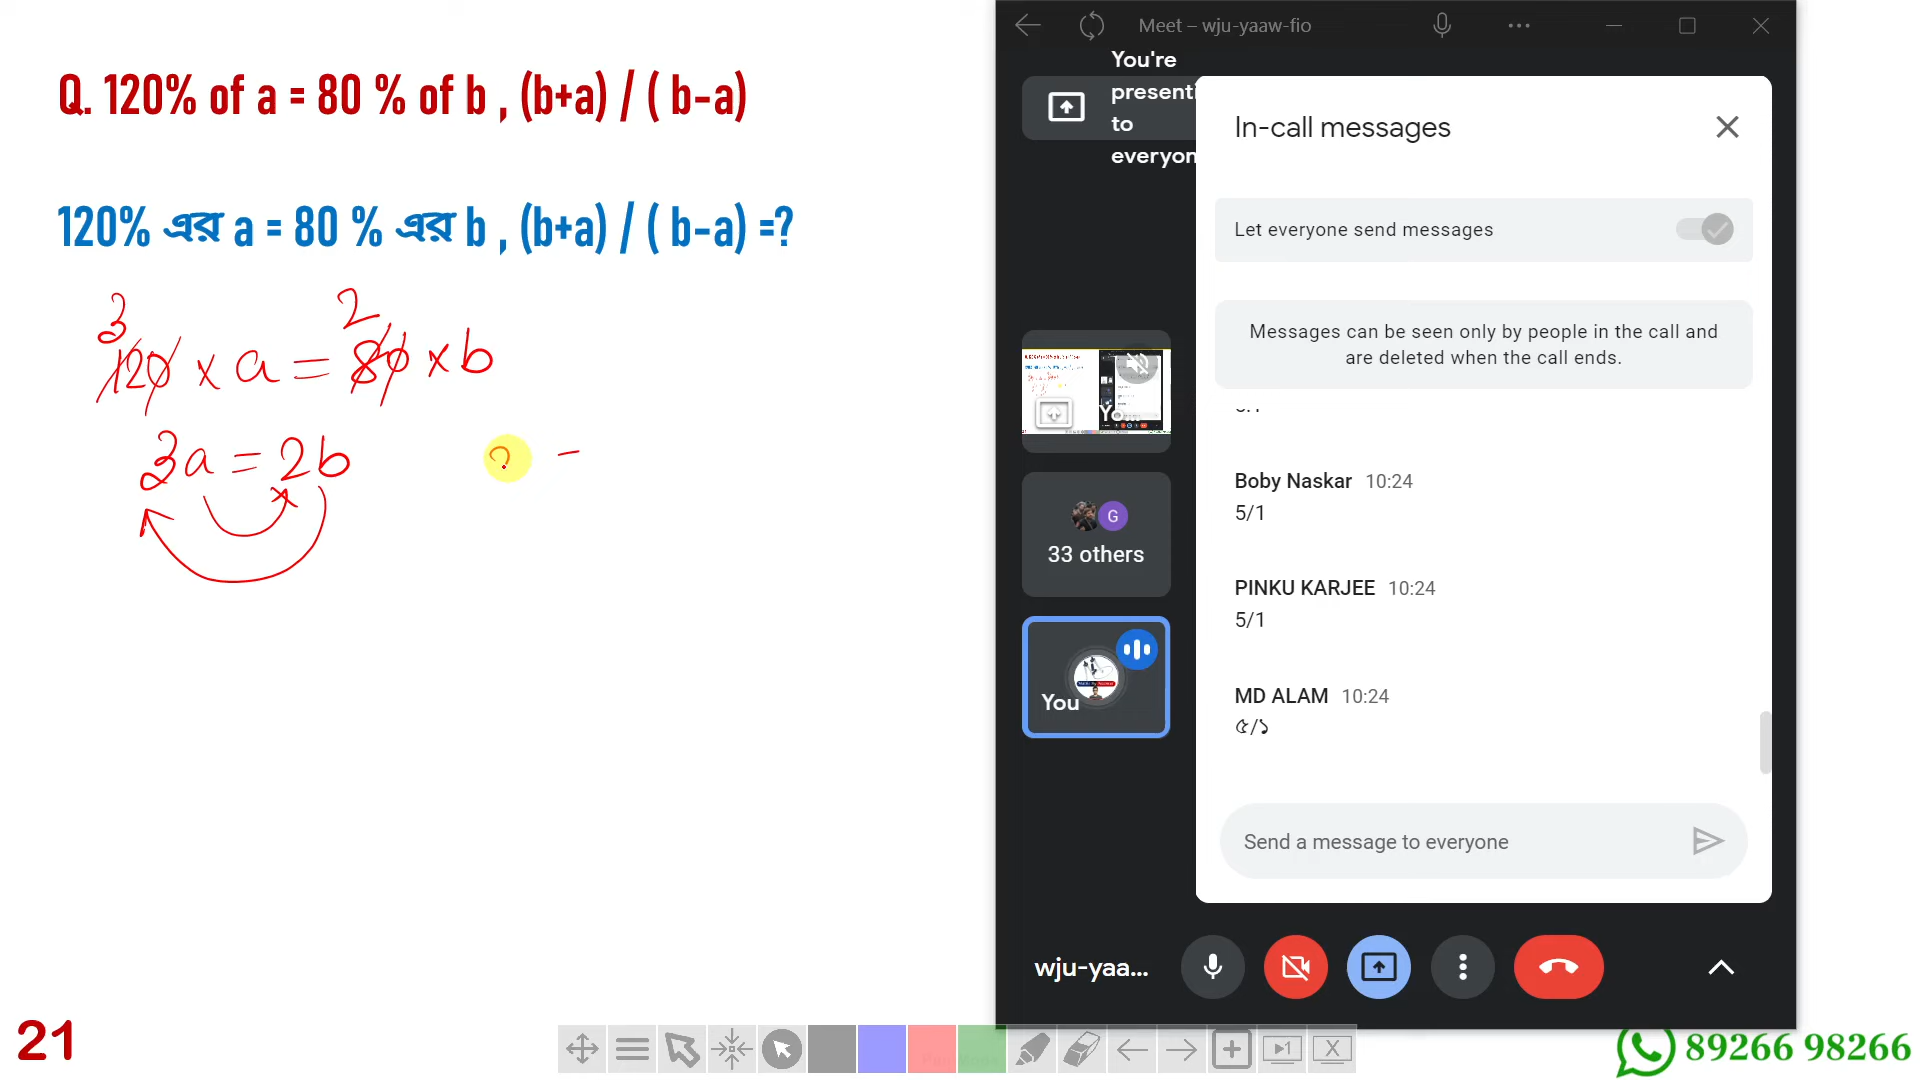 Q. 120% of a = 80 % of b , (b+a) / ( b-a)
120% এর a = 80 % এর b , (b+a) / ( b-a) =?
3 2
120 x a = 80 x b
3a = 2b
21
Meet – wju-yaaw-fio
You're
presenti
to
everyon
In-call messages
Let everyone send messages
Messages can be seen only by people in the call and
are deleted when the call ends.
Boby Naskar 10:24
5/1
PINKU KARJEE 10:24
5/1
MD ALAM 10:24
৫/১
Send a message to everyone
Yo...
G
33 others
You
wju-yaa...
89266 98266